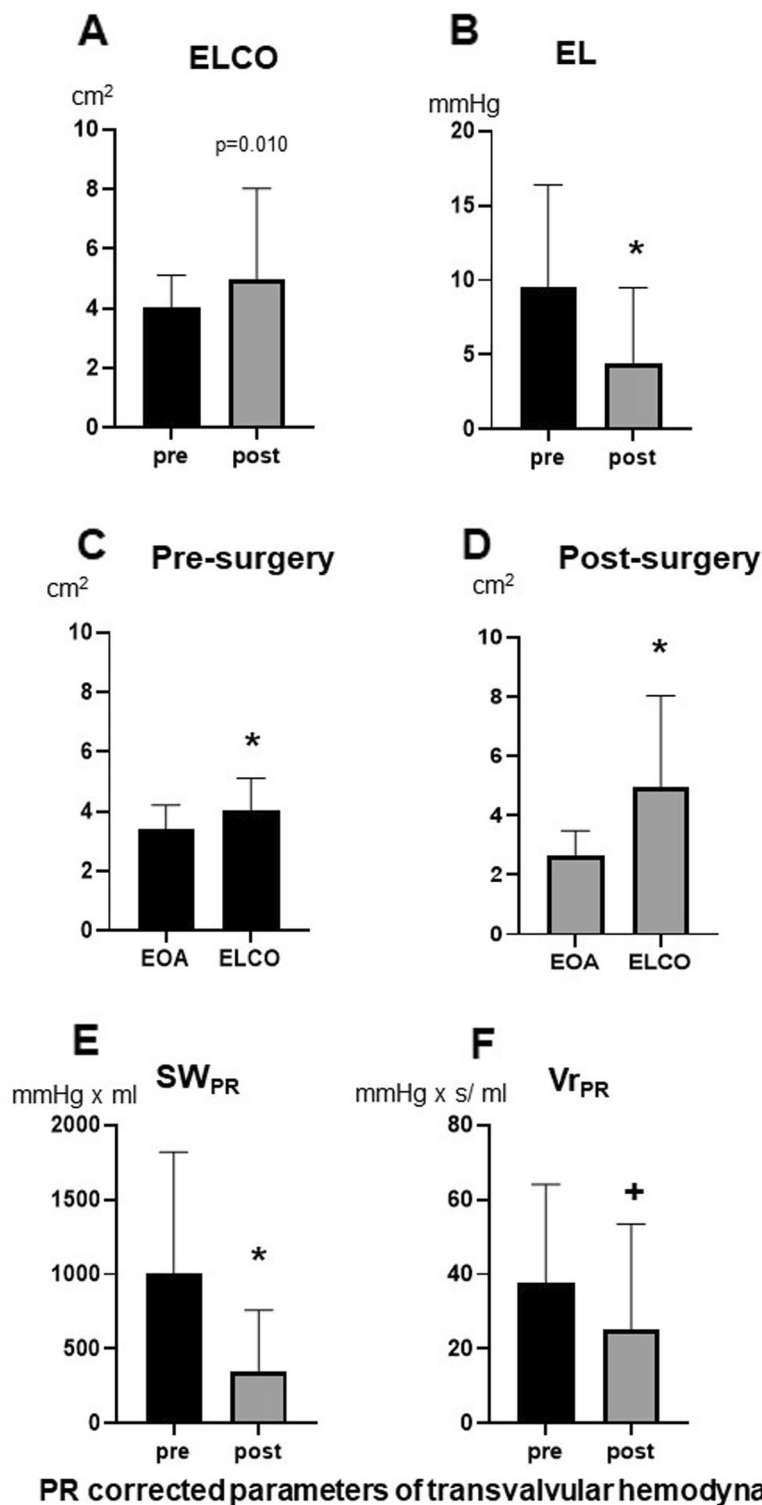 A
ELCO
cm²
10
8
6
4
2
0
p=0.010
pre post
B
EL
mmHg
20
15
10
5
0
*
pre post
C
Pre-surgery
cm²
10
8
6
4
2
0
*
EOA ELCO
D
Post-surgery
cm²
10
8
6
4
2
0
*
EOA ELCO
E
SWPR
mmHg x ml
2000
1500
1000
500
0
*
pre post
F
VrPR
mmHg x s/ ml
80
60
40
20
0
+
pre post
PR corrected parameters of transvalvular hemodyna